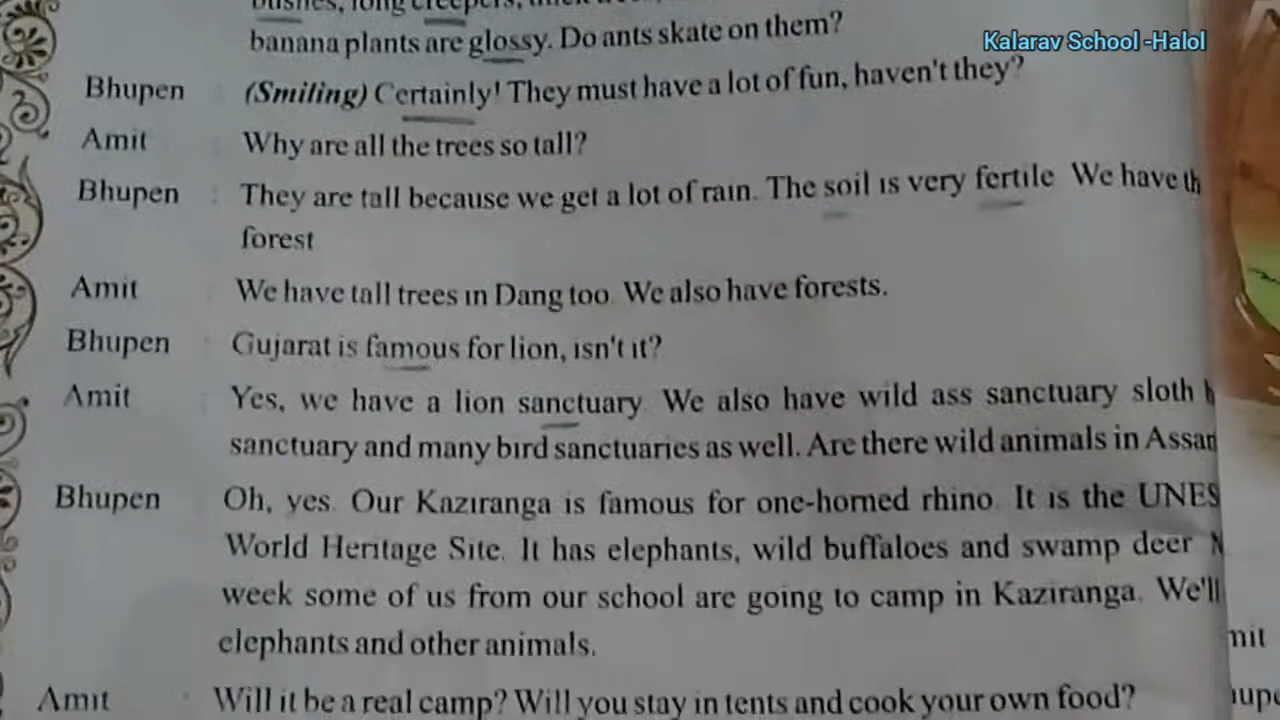 bushes, long creepers,
banana plants are glossy. Do ants skate on them?
Kalarav School -Halol
Bhupen (Smiling) Certainly! They must have a lot of fun, haven't they?
Amit Why are all the trees so tall?
Bhupen : They are tall because we get a lot of rain. The soil is very fertile We have
forest
Amit We have tall trees in Dang too. We also have forests.
Bhupen : Gujarat is famous for lion, isn't it?
Amit : Yes, we have a lion sanctuary We also have wild ass sanctuary sloth
sanctuary and many bird sanctuaries as well. Are there wild animals in
Bhupen : Oh, yes. Our Kaziranga is famous for one-horned rhino. It is the
World Heritage Site. It has elephants, wild buffaloes and swamp deer
week some of us from our school are going to camp in Kaziranga. We'll
elephants and other animals.
Amit : Will it be a real camp? Will you stay in tents and cook your own food?